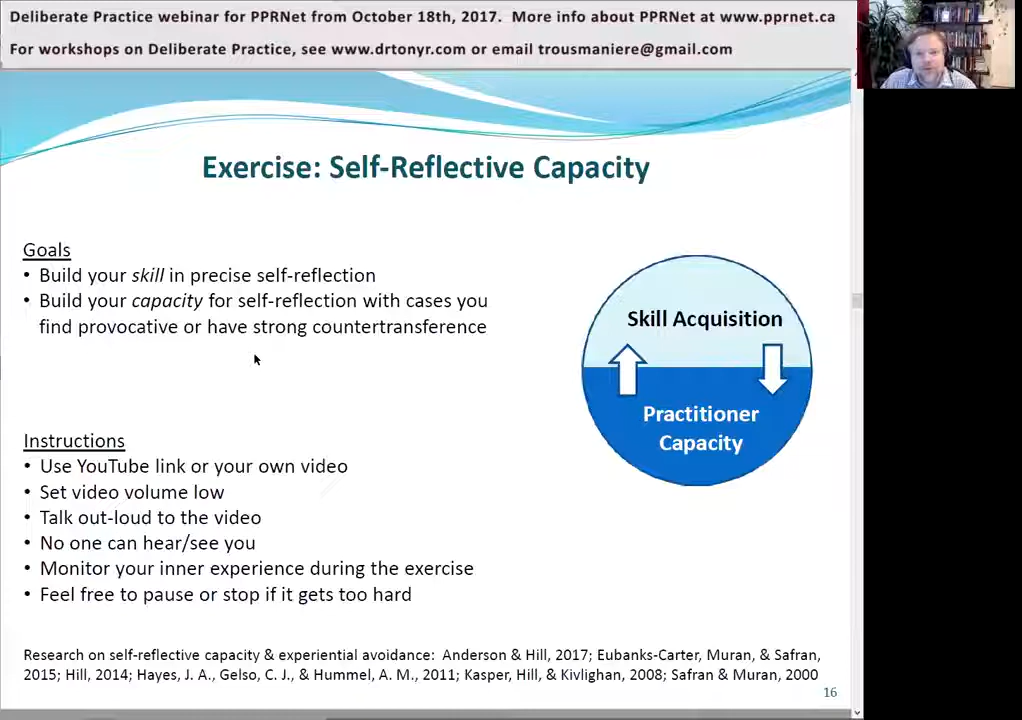 Deliberate Practice webinar for PPRNet from October 18th, 2017.  More info about PPRNet at www.pprnet.ca
For workshops on Deliberate Practice, see www.drtonyr.com or email trousmaniere@gmail.com
Exercise: Self-Reflective Capacity
Goals
• Build your skill in precise self-reflection
• Build your capacity for self-reflection with cases you
find provocative or have strong countertransference
Skill Acquisition
Practitioner
Capacity
Instructions
• Use YouTube link or your own video
• Set video volume low
• Talk out-loud to the video
• No one can hear/see you
• Monitor your inner experience during the exercise
• Feel free to pause or stop if it gets too hard
Research on self-reflective capacity & experiential avoidance:  Anderson & Hill, 2017; Eubanks-Carter, Muran, & Safran,
2015; Hill, 2014; Hayes, J. A., Gelso, C. J., & Hummel, A. M., 2011; Kasper, Hill, & Kivlighan, 2008; Safran & Muran, 2000
16